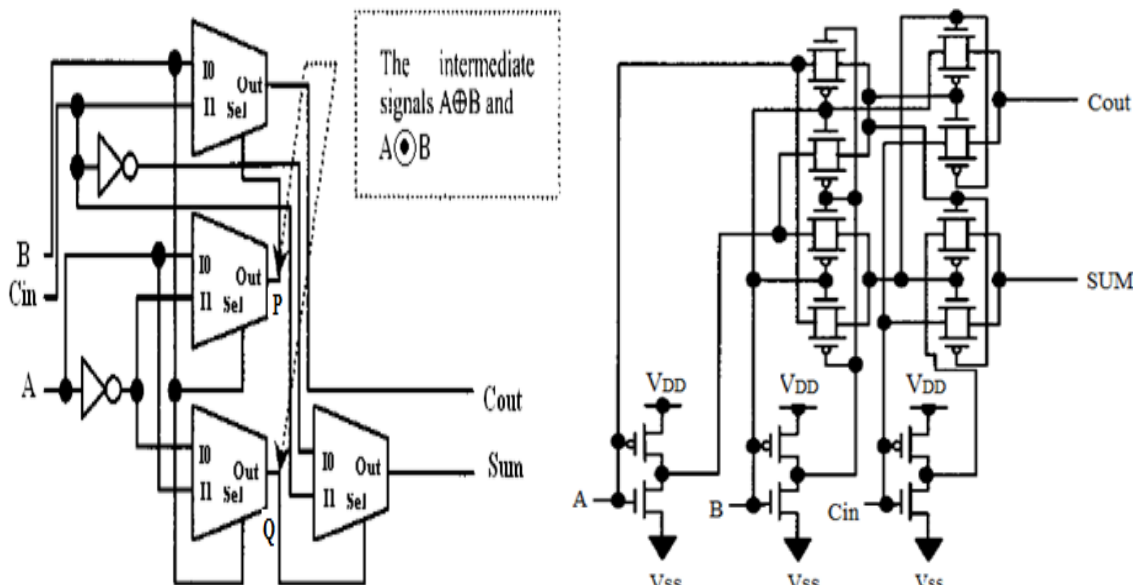 I0
I1
Out
Sel
The intermediate
signals A⊕B and
A⊙B
B
Cin
I0
I1
Out
Sel
P
A
I0
I1
Out
Sel
Q
I0
I1
Out
Sel
Cout
Sum
Cout
SUM
VDD
VDD
VDD
A
B
Cin
VSS
VSS
VSS